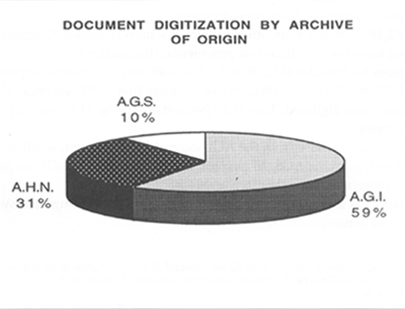 DOCUMENT DIGITIZATION BY ARCHIVE
OF ORIGIN
A.G.S.
10%
A.H.N.
31%
A.G.I.
59%